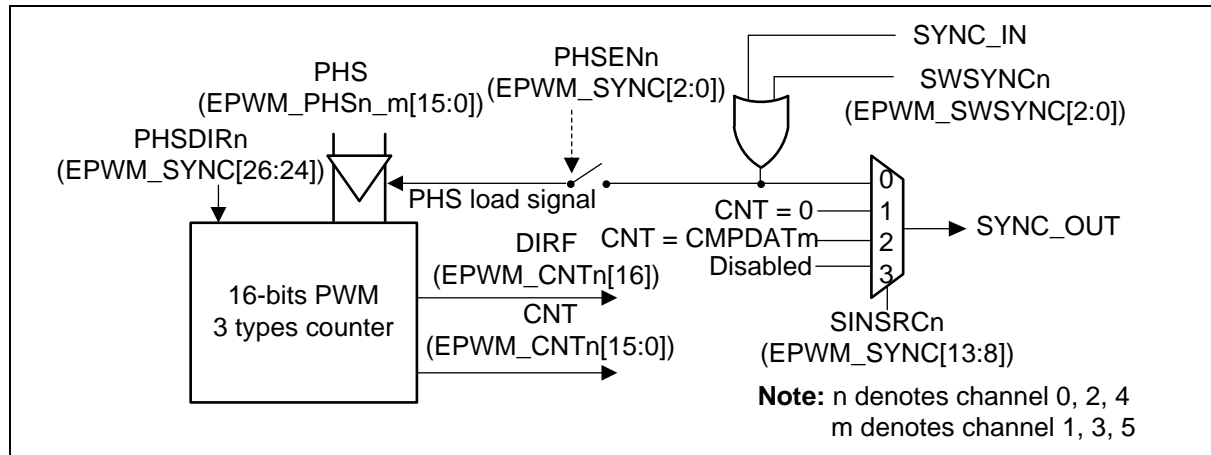 SYNC_IN
PHSENn
SWSYNCn
PHS
(EPWM_SYNC[2:0])
(EPWM_PHSn_m[15:0])
(EPWM_SWSYNC[2:0])
PHSDIRn
(EPWM_SYNC[26:24])
0
PHS load signal
CNT = 0
1
SYNC_OUT
DIRF
CNT = CMPDATm
2
(EPWM_CNTn[16])
Disabled
3
16-bits PWM
3 types counter
CNT
(EPWM_CNTn[15:0])
SINSRCn
(EPWM_SYNC[13:8])
Note: n denotes channel 0, 2, 4
m denotes channel 1, 3, 5